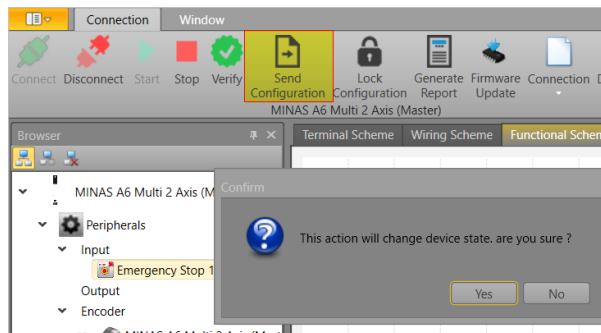 Connection Window
Connect Disconnect Start Stop Verify Send Configuration Lock Configuration Generate Report Firmware Update Connection
MINAS A6 Multi 2 Axis (Master)
Browser
Terminal Scheme Wiring Scheme Functional Schem
MINAS A6 Multi 2 Axis (M
Confirm
Peripherals
This action will change device state. are you sure ?
Input
Emergency Stop 1
Output
Yes No
Encoder